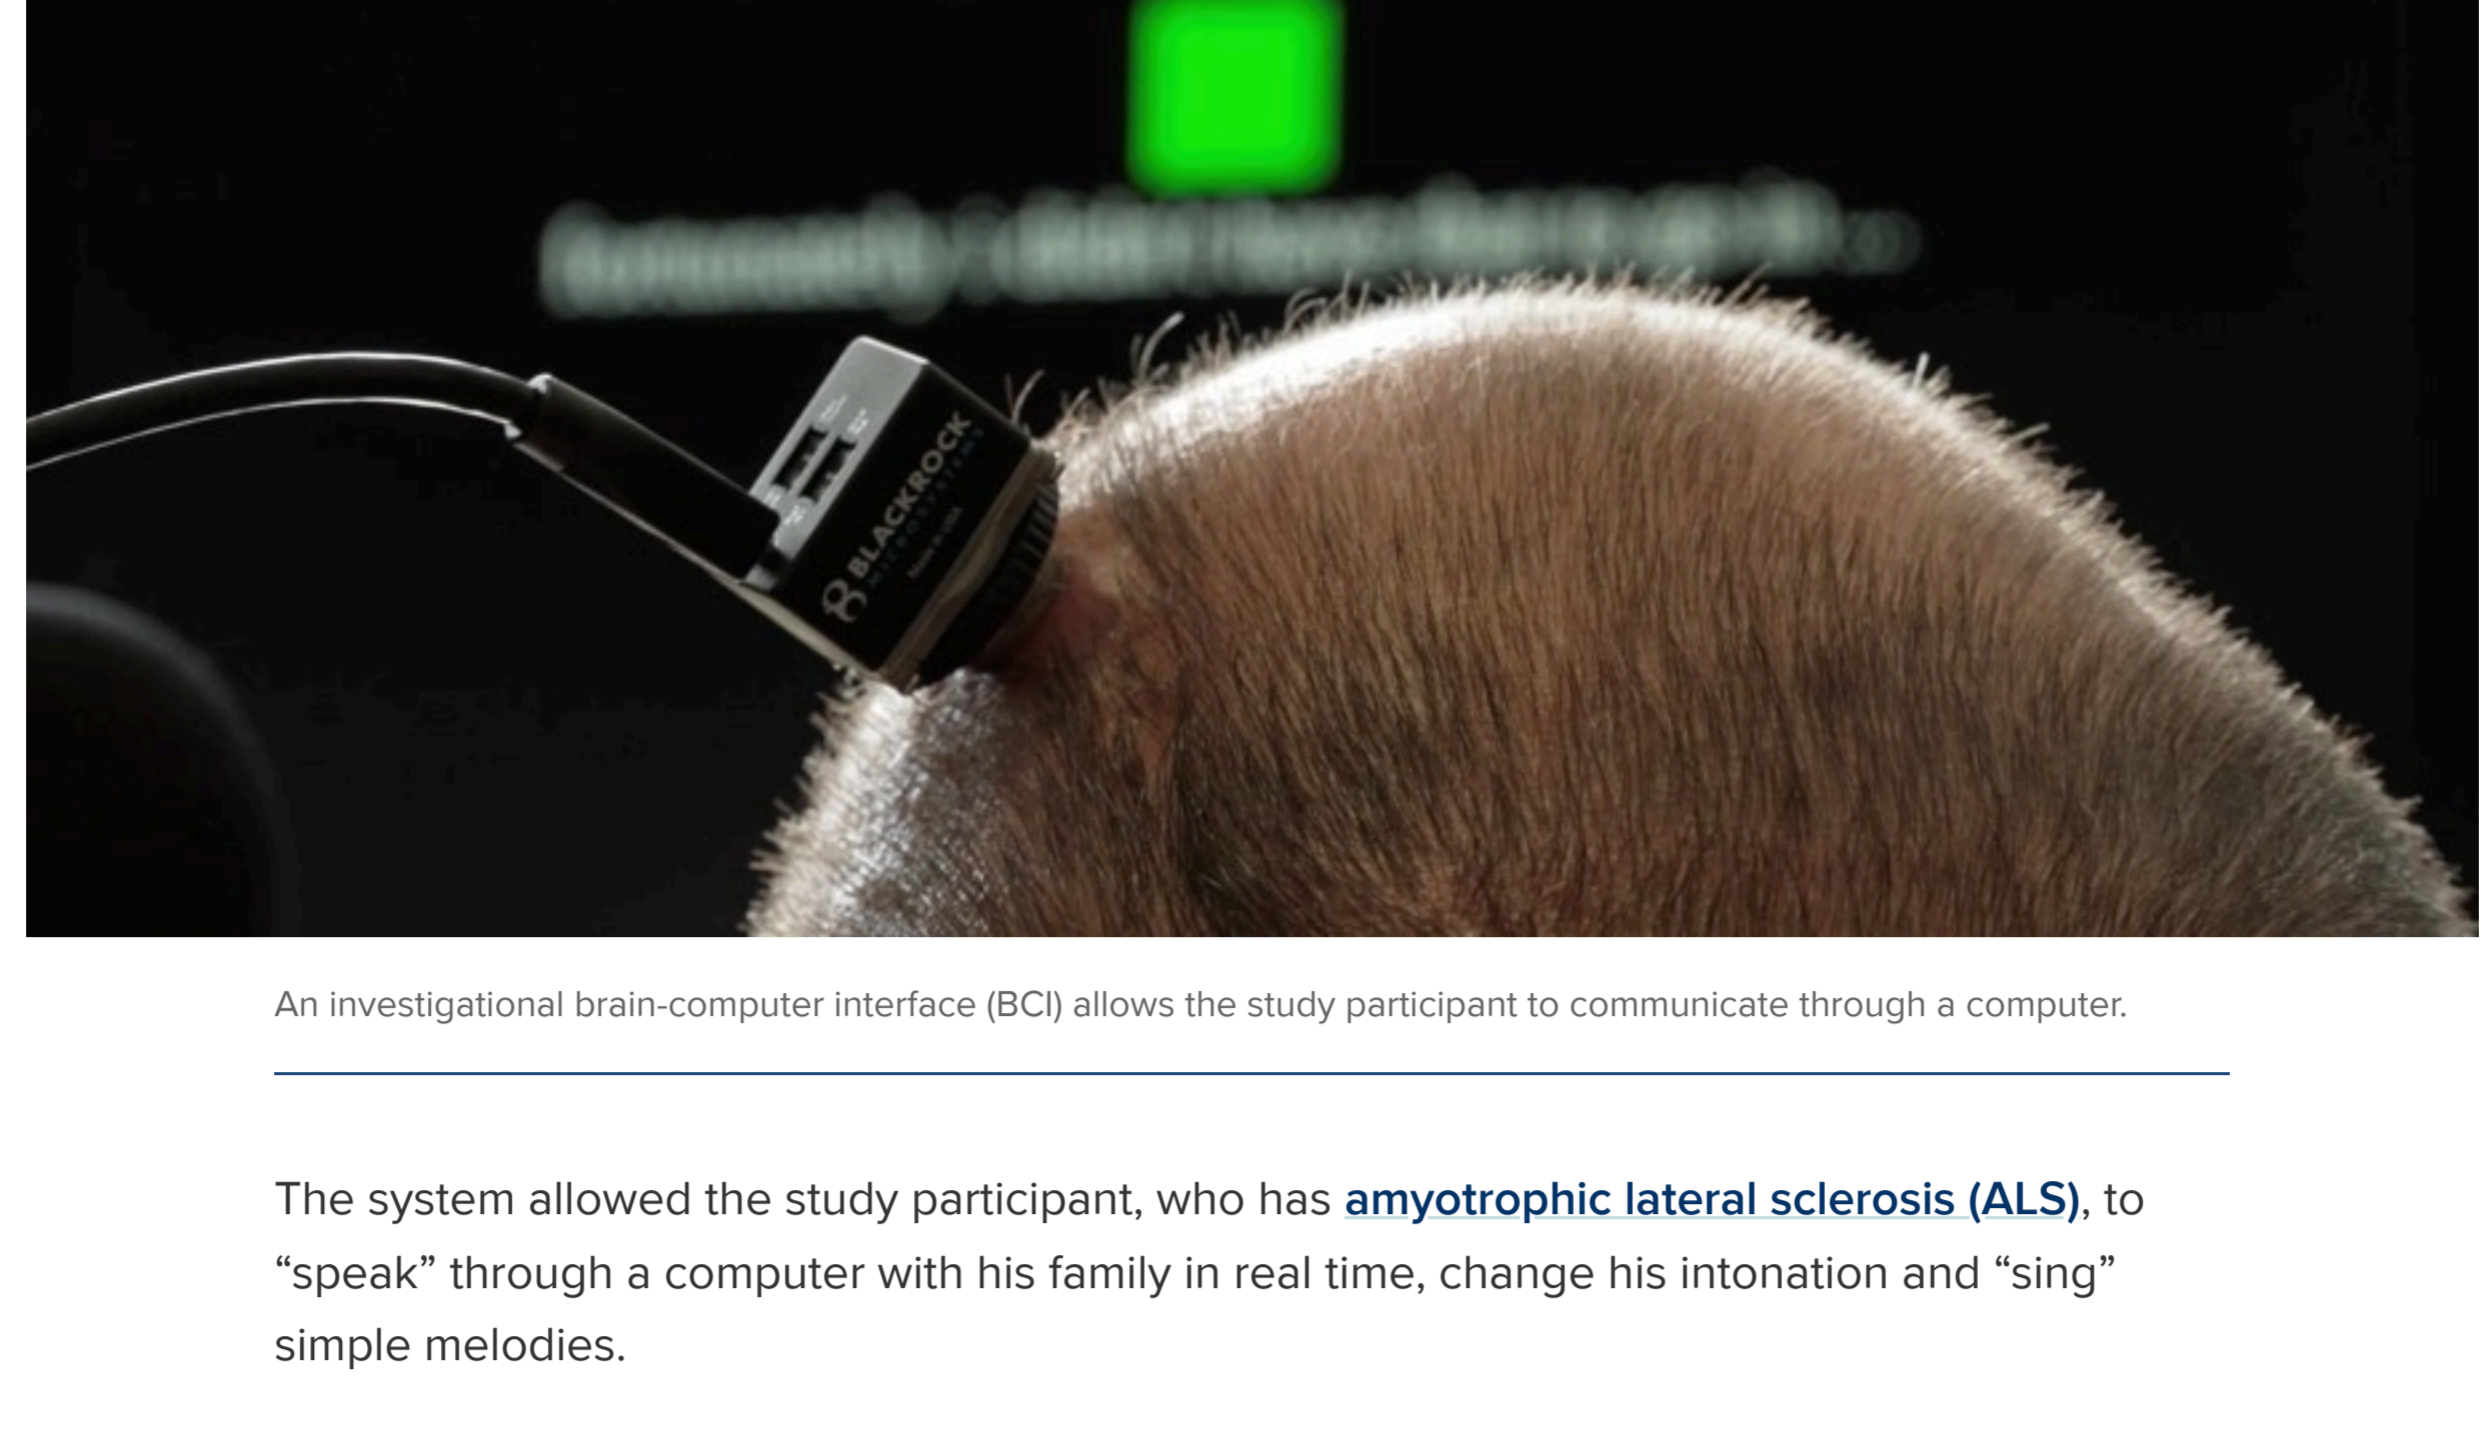 BLACKROCK
MICROSYSTEMS
An investigational brain-computer interface (BCI) allows the study participant to communicate through a computer.
The system allowed the study participant, who has amyotrophic lateral sclerosis (ALS), to
“speak” through a computer with his family in real time, change his intonation and “sing”
simple melodies.